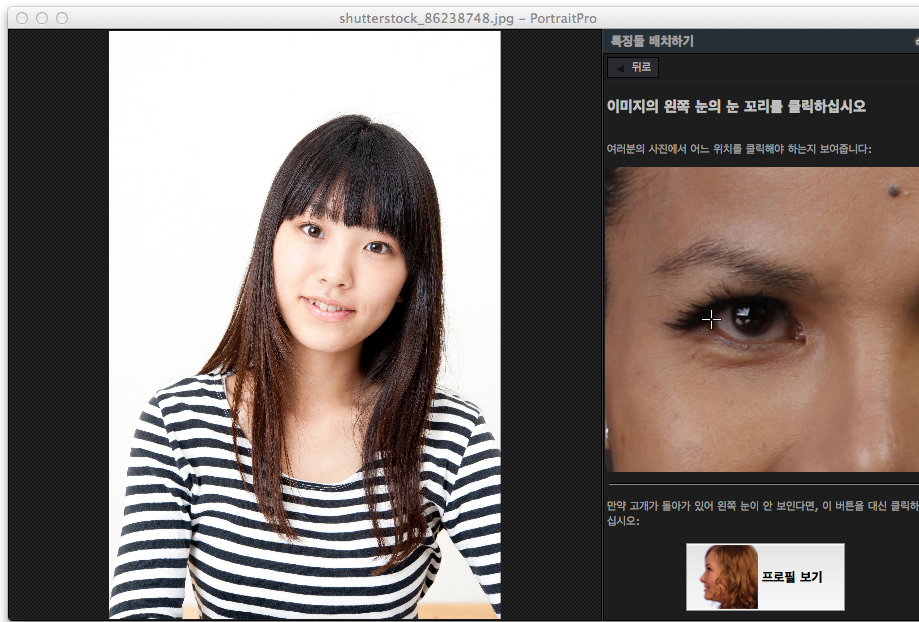 shutterstock_86238748.jpg – PortraitPro
특징들 배치하기
뒤로
이미지의 왼쪽 눈의 눈 꼬리를 클릭하십시오
여러분의 사진에서 어느 위치를 클릭해야 하는지 보여줍니다:
만약 고개가 돌아가 있어 왼쪽 눈이 안 보인다면, 이 버튼을 대신 클릭하
십시오:
프로필 보기